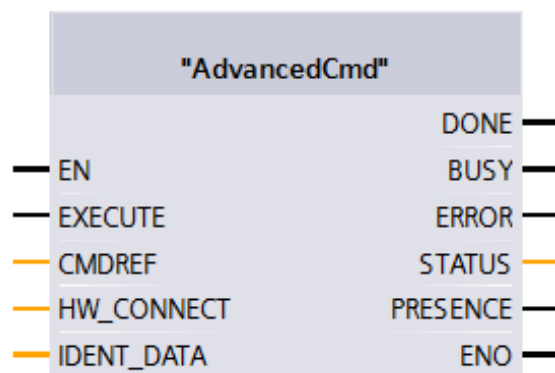 "AdvancedCmd"
DONE
EN BUSY
EXECUTE ERROR
CMDREF STATUS
HW_CONNECT PRESENCE
IDENT_DATA ENO